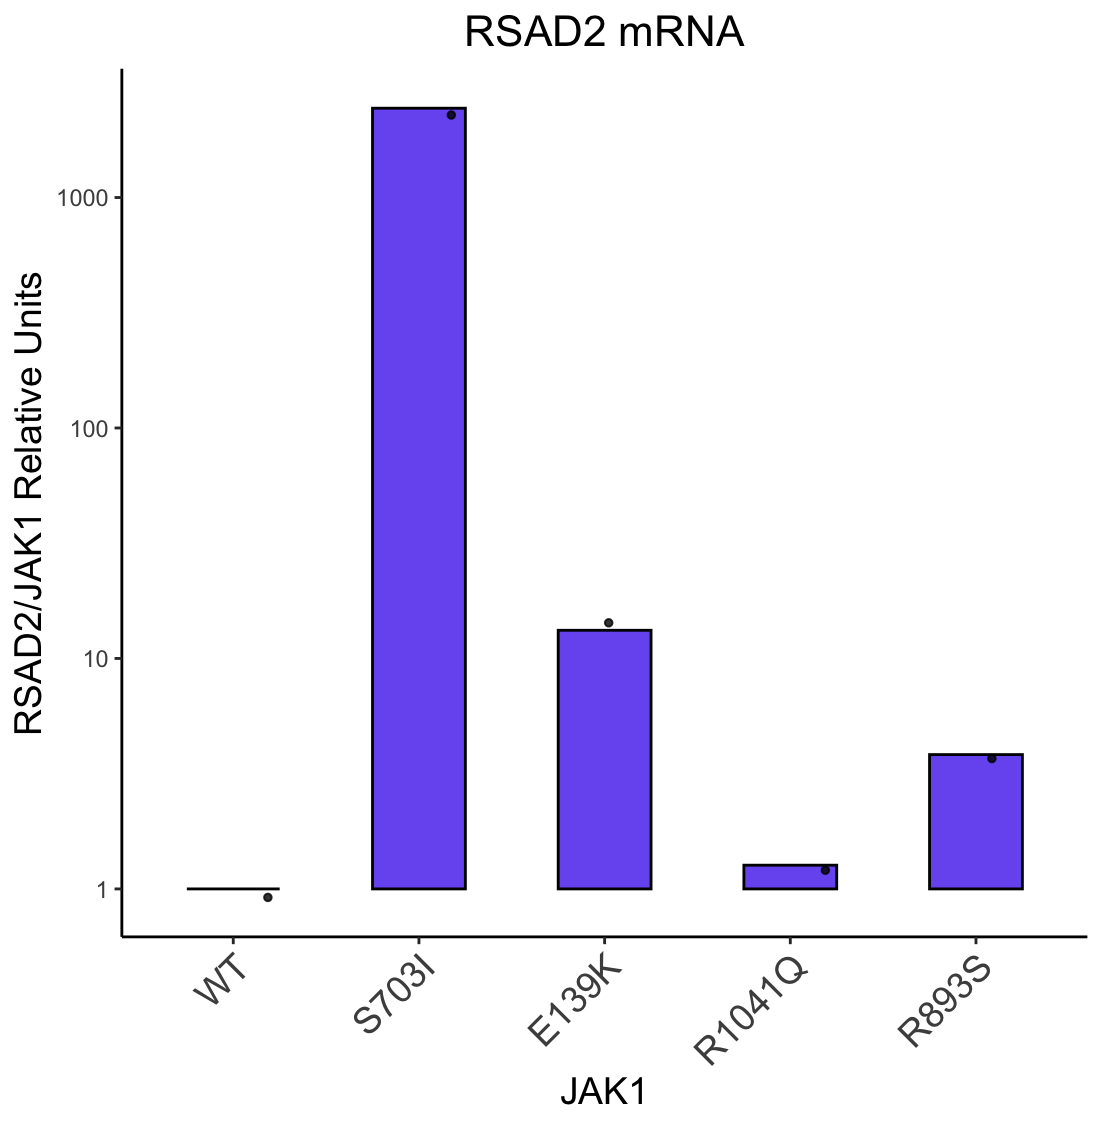 RSAD2 mRNA
RSAD2/JAK1 Relative Units
1000
100
10
1
WT
S703I
E139K
R1041Q
R893S
JAK1